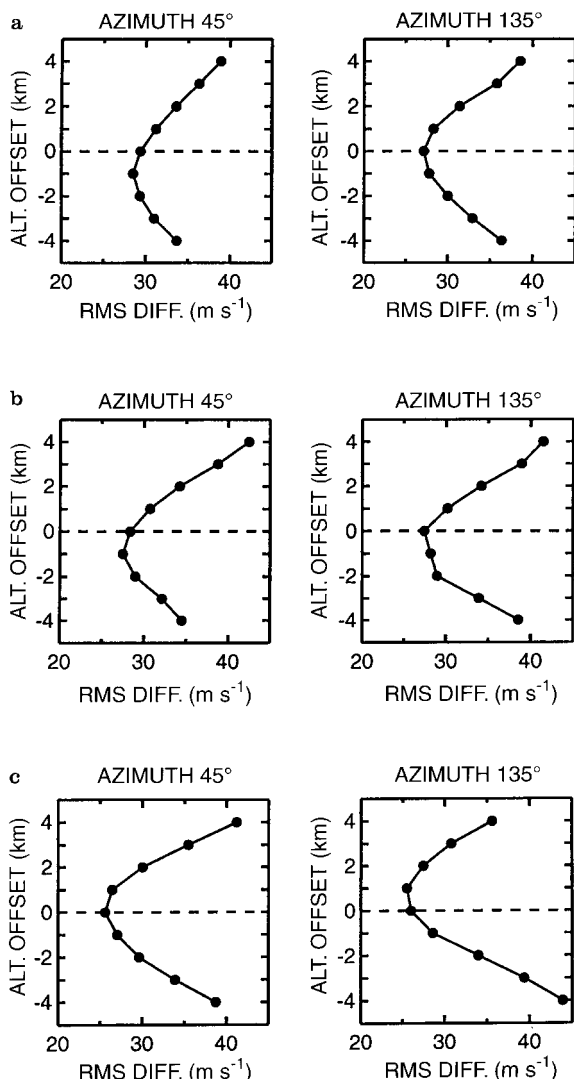 a
AZIMUTH 45°
AZIMUTH 135°
ALT. OFFSET (km)
4
2
0
-2
-4
20 30 40
RMS DIFF. (m s-1)
ALT. OFFSET (km)
4
2
0
-2
-4
20 30 40
RMS DIFF. (m s-1)
b
AZIMUTH 45°
AZIMUTH 135°
ALT. OFFSET (km)
4
2
0
-2
-4
20 30 40
RMS DIFF. (m s-1)
ALT. OFFSET (km)
4
2
0
-2
-4
20 30 40
RMS DIFF. (m s-1)
c
AZIMUTH 45°
AZIMUTH 135°
ALT. OFFSET (km)
4
2
0
-2
-4
20 30 40
RMS DIFF. (m s-1)
ALT. OFFSET (km)
4
2
0
-2
-4
20 30 40
RMS DIFF. (m s-1)